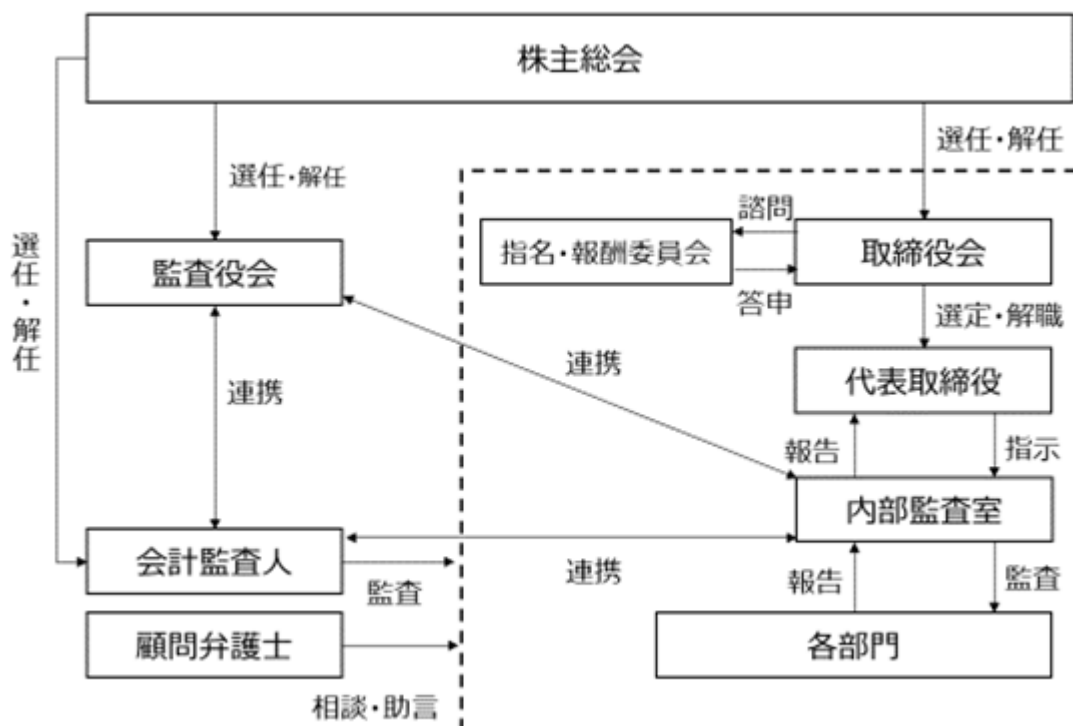 株主総会
選任・解任
選任・解任
選任・解任
諮問
指名・報酬委員会
取締役会
答申
監査役会
選定・解職
連携
連携
代表取締役
報告
指示
内部監査室
会計監査人
監査
連携
報告
監査
顧問弁護士
各部門
相談・助言